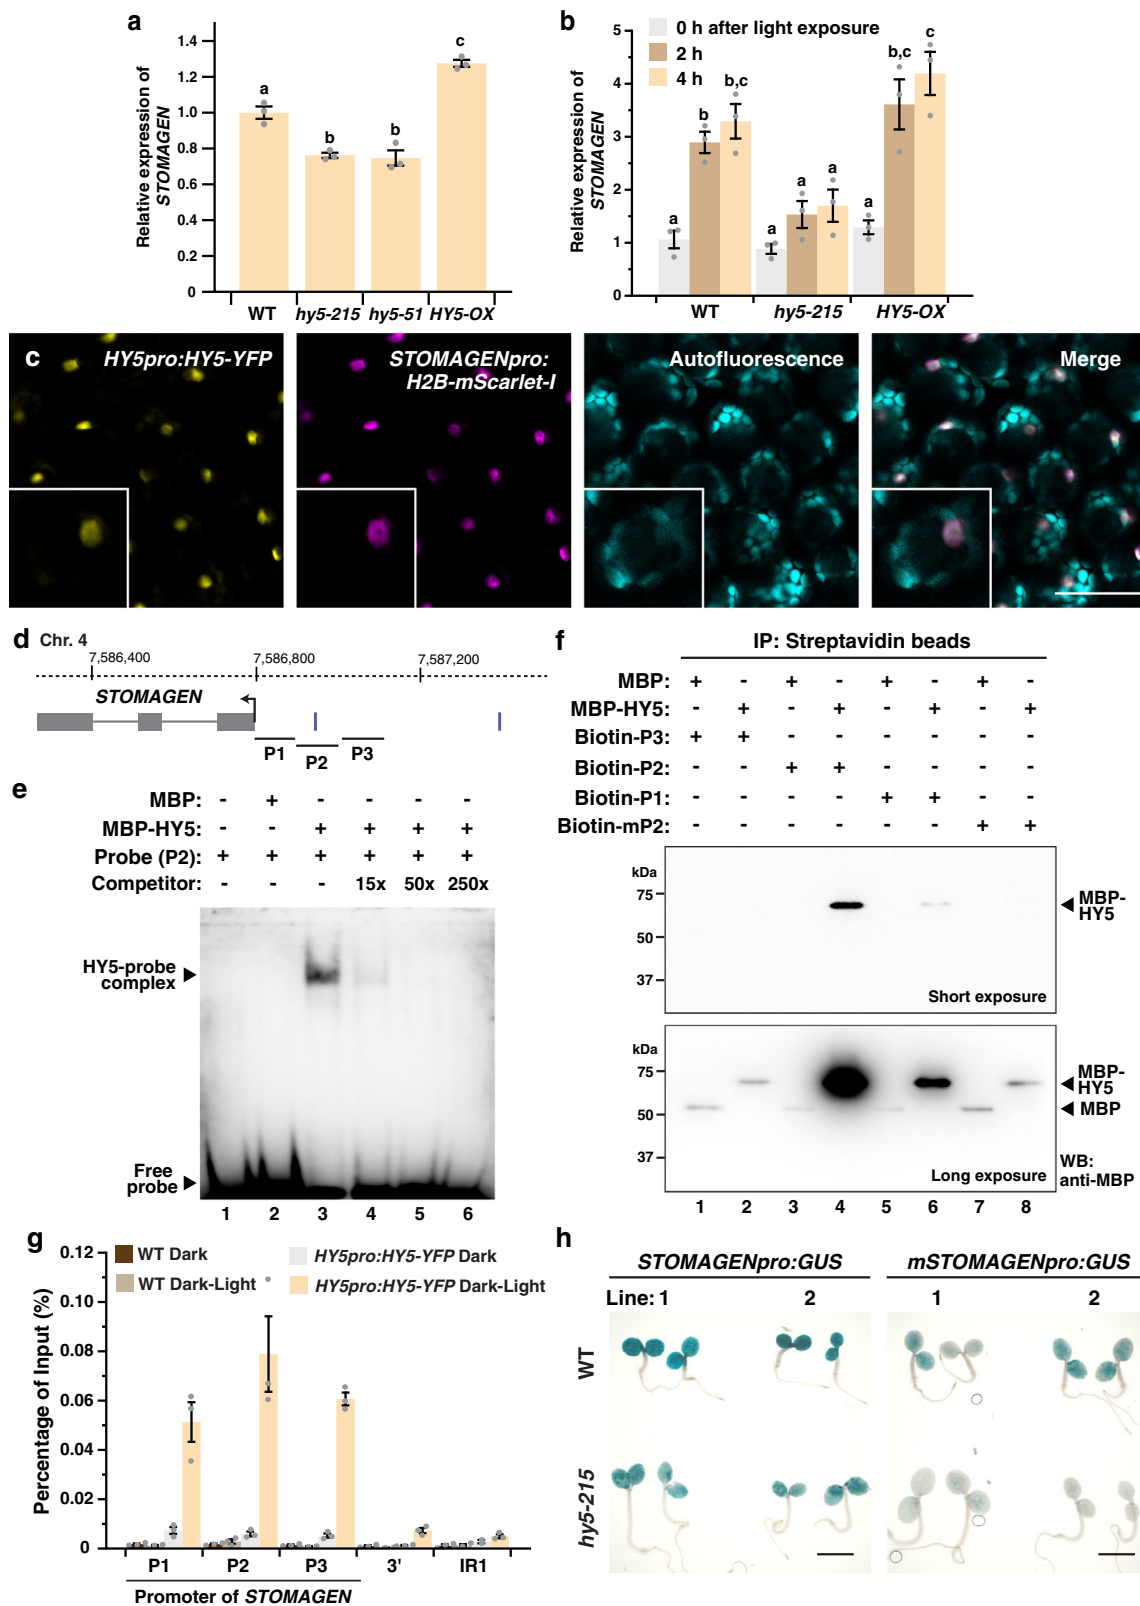 a
Relative expression of
STOMAGEN
1.4
1.2
1.0
0.8
0.6
0.4
0.2
0
a
b
b
c
WT
hy5-215
hy5-51
HY5-OX
b
Relative expression of
STOMAGEN
5
4
3
2
1
0
0 h after light exposure
2 h
4 h
a
b
b,c
a
a
a
a
b,c
c
WT
hy5-215
HY5-OX
c
HY5pro:HY5-YFP
STOMAGENpro:
H2B-mScarlet-I
Autofluorescence
Merge
d
Chr. 4
7,586,400
7,586,800
7,587,200
STOMAGEN
P1
P2
P3
e
MBP: - + - - - -
MBP-HY5: - - + + + +
Probe (P2): + + + + + +
Competitor: - - - 15x 50x 250x
HY5-probe
complex
Free
probe
1 2 3 4 5 6
f
IP: Streptavidin beads
MBP: + - + - + - + -
MBP-HY5: - + - + - + - +
Biotin-P3: + + - - - - - -
Biotin-P2: - - + + - - - -
Biotin-P1: - - - - + + - -
Biotin-mP2: - - - - - - + +
kDa
75
50
37
MBP-
HY5
Short exposure
kDa
75
50
37
MBP-
HY5
MBP
Long exposure
WB:
anti-MBP
1 2 3 4 5 6 7 8
g
Percentage of Input (%)
0.12
0.10
0.08
0.06
0.04
0.02
0
WT Dark
WT Dark-Light
HY5pro:HY5-YFP Dark
HY5pro:HY5-YFP Dark-Light
P1
P2
P3
3'
IR1
Promoter of STOMAGEN
h
STOMAGENpro:GUS
mSTOMAGENpro:GUS
Line: 1 2 1 2
WT
hy5-215